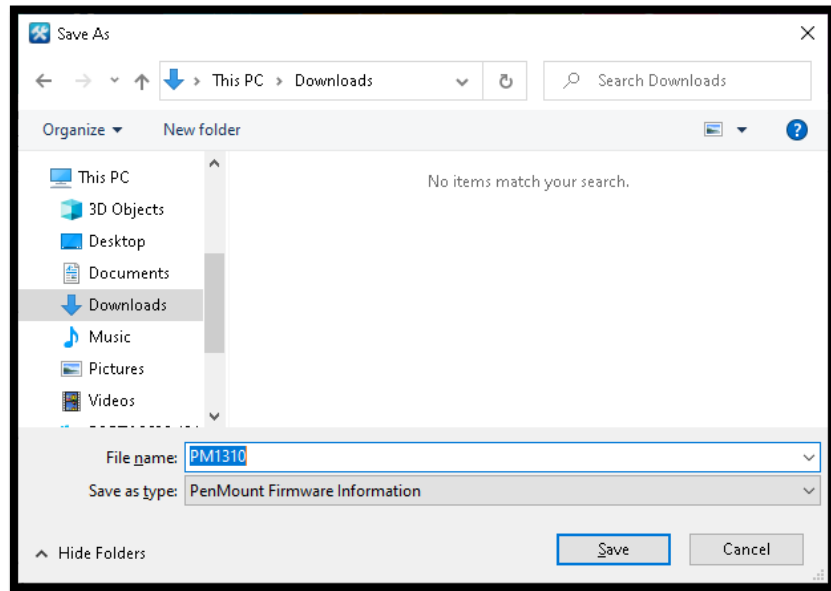 Save As
This PC > Downloads
Search Downloads
Organize
New folder
No items match your search.
This PC
3D Objects
Desktop
Documents
Downloads
Music
Pictures
Videos
File name: PM1310
Save as type: PenMount Firmware Information
Hide Folders
Save
Cancel